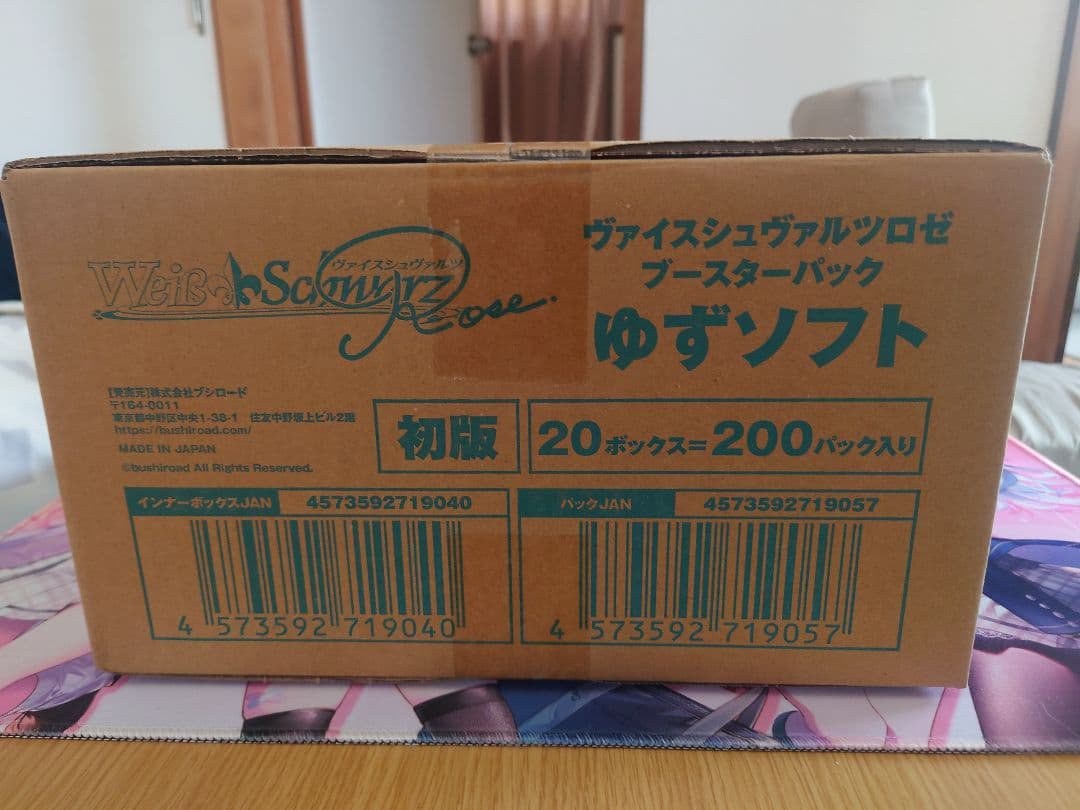 Weiß Schwarz
ヴァイスシュヴァルツ
Rose.
ヴァイスシュヴァルツロゼ
ブースターパック
ゆずソフト
[発売元]株式会社ブシロード
〒164-0011
東京都中野区中央1-38-1 住友中野坂上ビル2階
https://bushiroad.com/
MADE IN JAPAN
©bushiroad All Rights Reserved.
初版
20ボックス=200パック入り
インナーボックスJAN 4573592719040
4 573592 719040
パックJAN 4573592719057
4 573592 719057